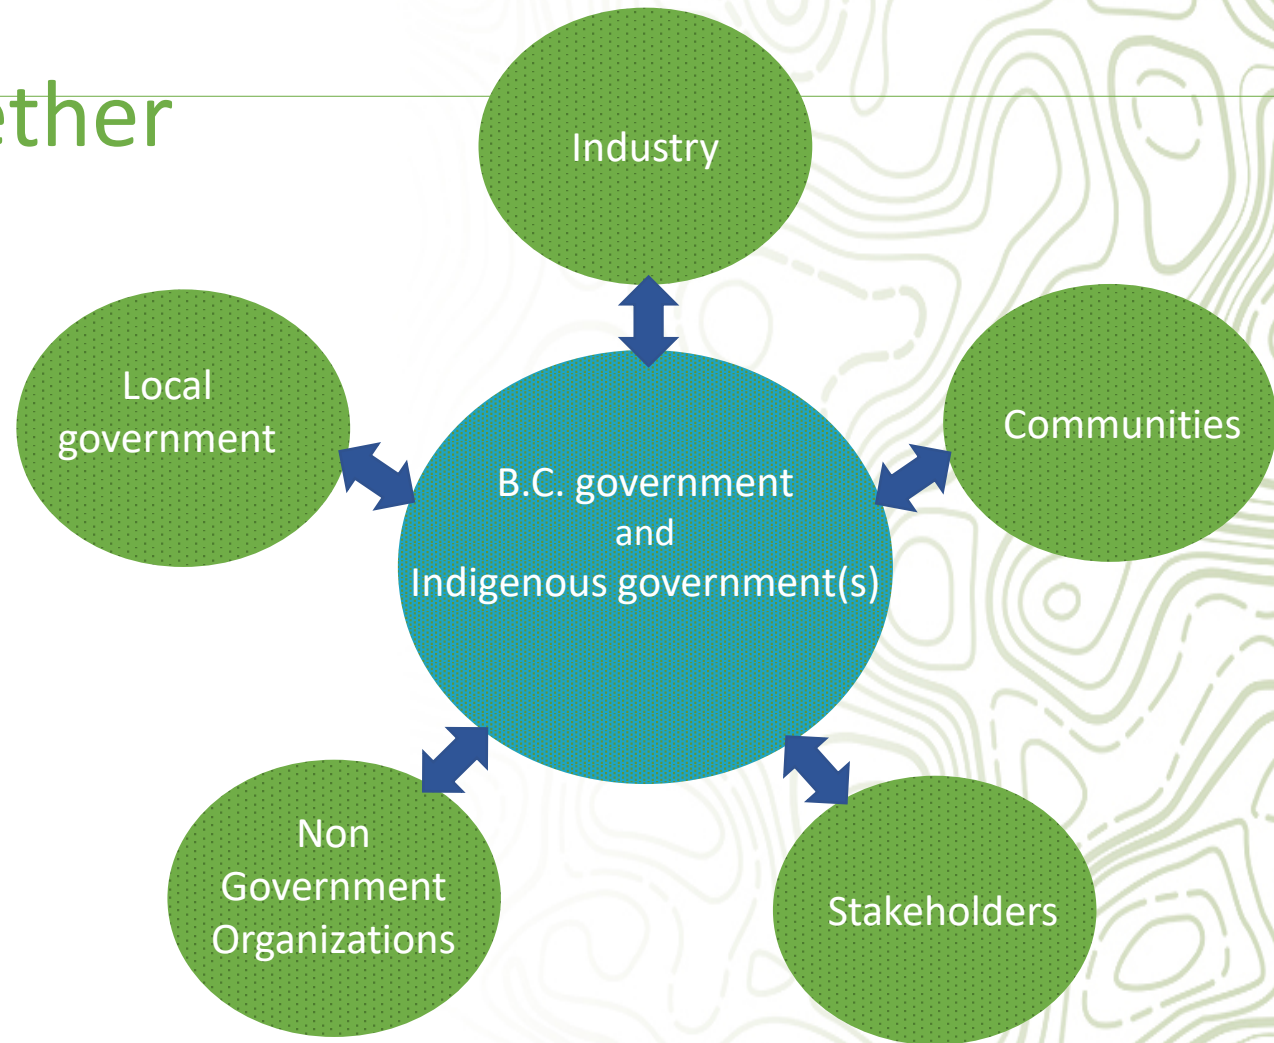 ether
Industry
Local
government
Communities
B.C. government
and
Indigenous government(s)
Non
Government
Organizations
Stakeholders